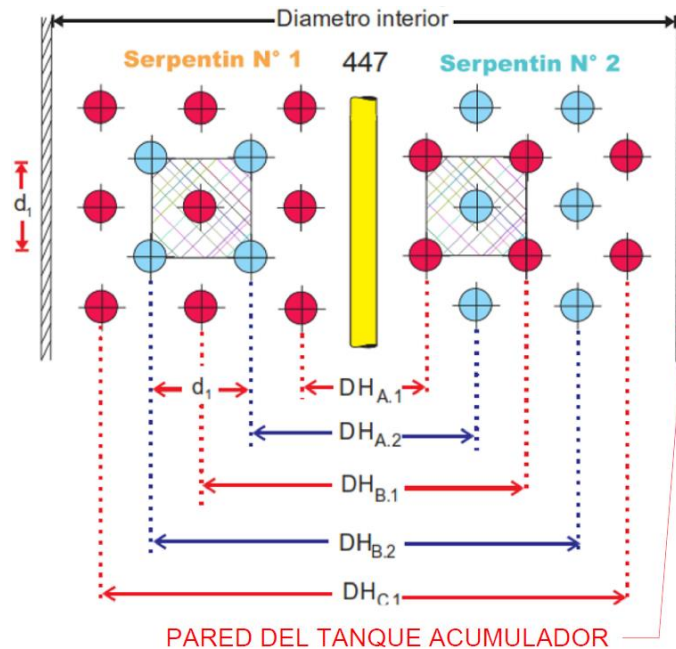 Diametro interior
Serpentin N° 1
447
Serpentin N° 2
d1
d1
DHA.1
DHA.2
DHB.1
DHB.2
DHC.1
PARED DEL TANQUE ACUMULADOR